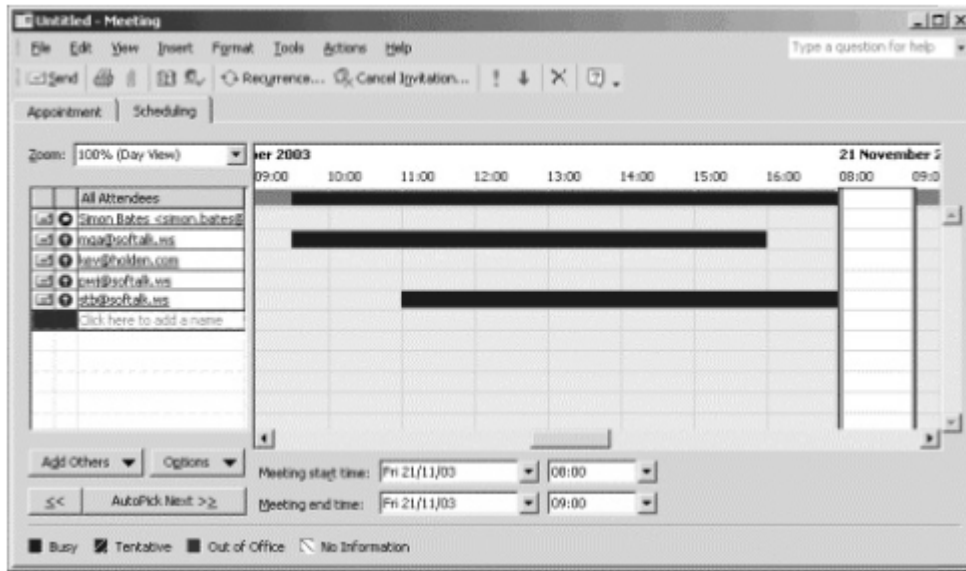 Untitled - Meeting
File Edit View Insert Format Tools Actions Help Type a question for help
Send Recurrence... Cancel Invitation...
Appointment Scheduling
Zoom: 100% (Day View) ber 2003 21 November 2
09:00 10:00 11:00 12:00 13:00 14:00 15:00 16:00 08:00 09:0
All Attendees
Simon Bates <simon.bates@
mga@softalk.ws
kev@holden.com
@softalk.ws
stb@softalk.ws
Click here to add a name
Add Others Options
Meeting start time: Fri 21/11/03 08:00
<< AutoPick Next >>
Meeting end time: Fri 21/11/03 09:00
Busy Tentative Out of Office No Information